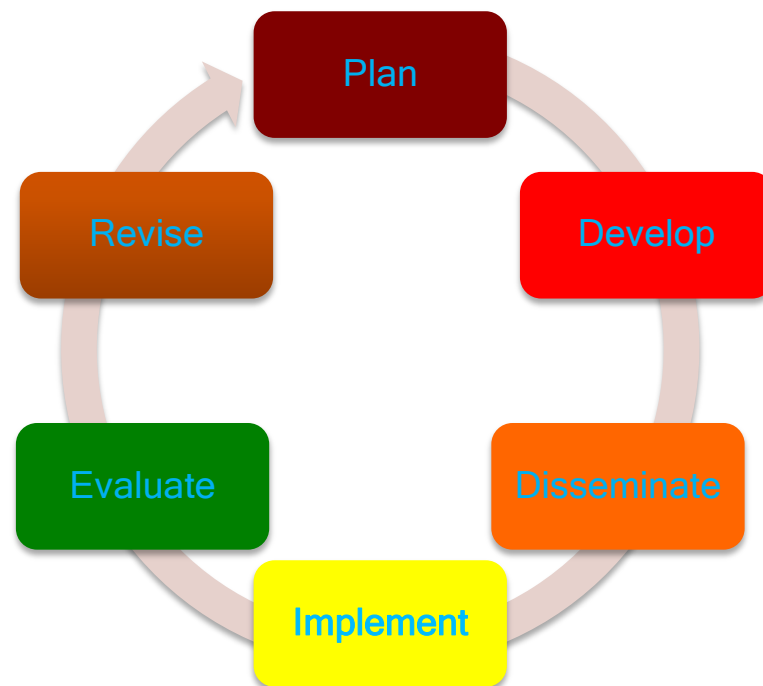 Plan
Develop
Disseminate
Implement
Evaluate
Revise